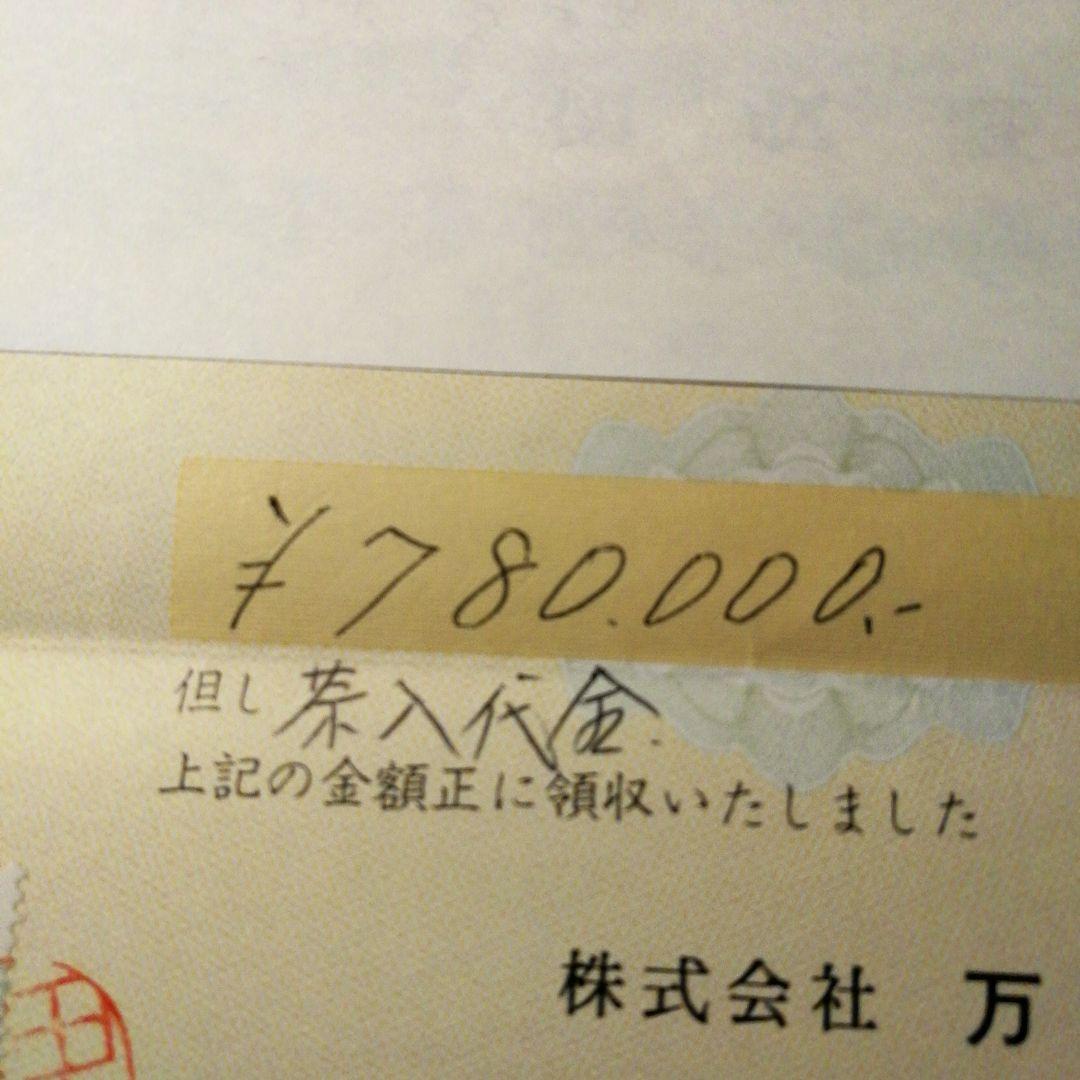 ¥780.000.-
但し 茶入代金.
上記の金額正に領収いたしました
株式会社 万